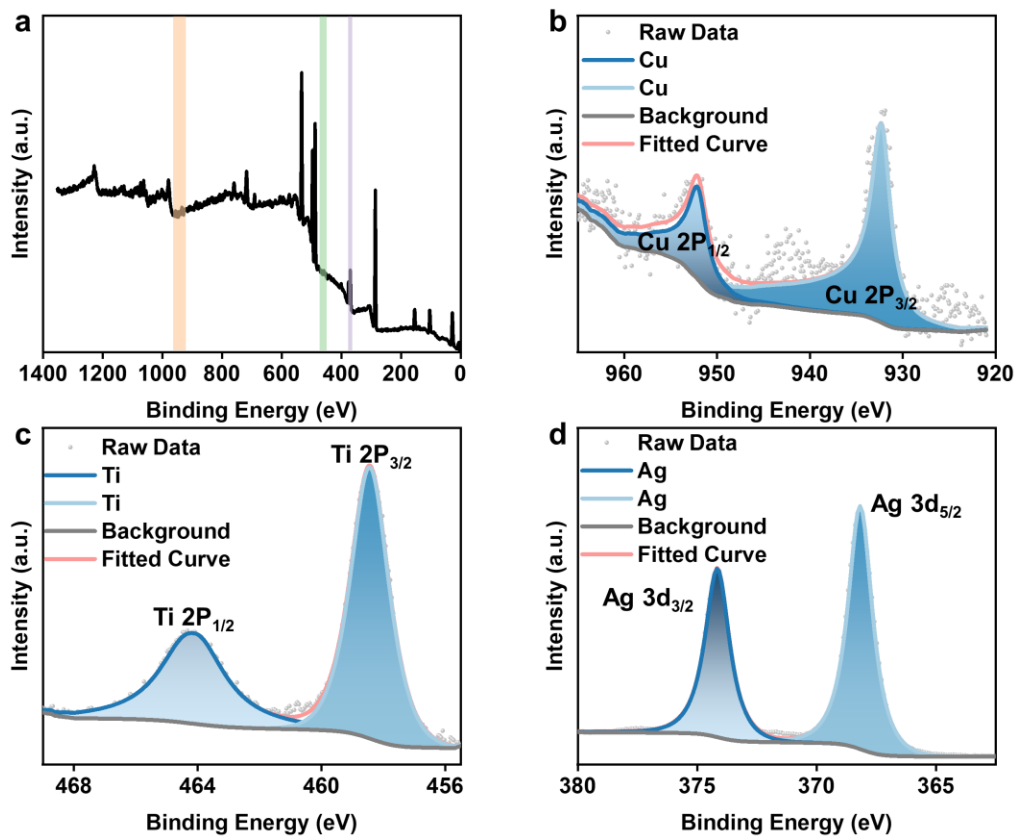 a
Intensity (a.u.)
1400 1200 1000 800 600 400 200 0
Binding Energy (eV)
b
Raw Data
Cu
Cu
Background
Fitted Curve
Cu 2P1/2
Cu 2P3/2
Intensity (a.u.)
960 950 940 930 920
Binding Energy (eV)
c
Raw Data
Ti
Ti
Background
Fitted Curve
Ti 2P3/2
Ti 2P1/2
Intensity (a.u.)
468 464 460 456
Binding Energy (eV)
d
Raw Data
Ag
Ag
Background
Fitted Curve
Ag 3d5/2
Ag 3d3/2
Intensity (a.u.)
380 375 370 365
Binding Energy (eV)